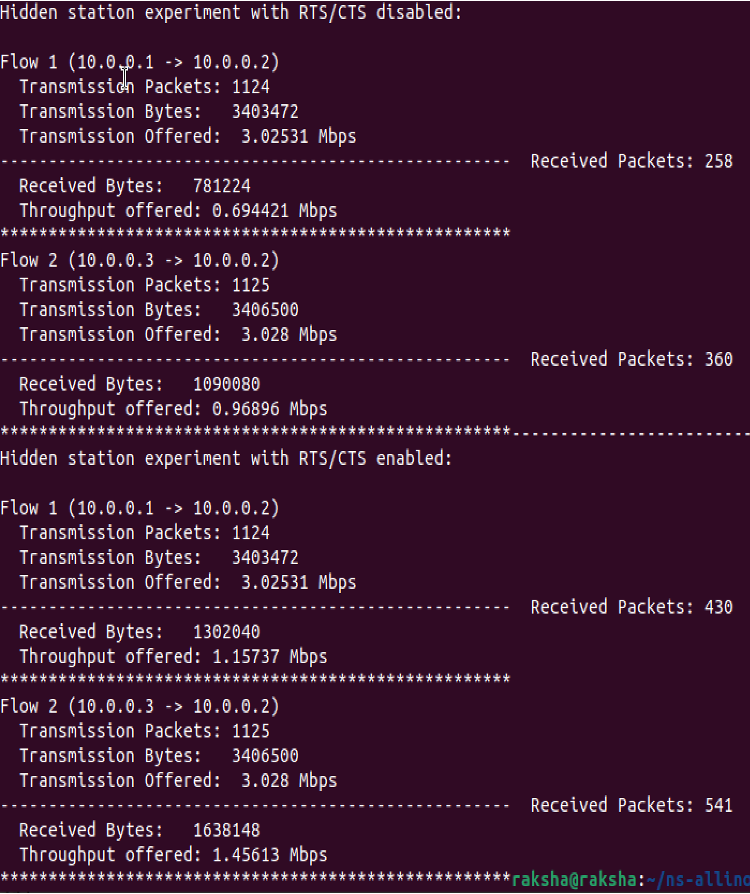 Hidden station experiment with RTS/CTS disabled:
Flow 1 (10.0.0.1 -> 10.0.0.2)
  Transmission Packets: 1124
  Transmission Bytes:   3403472
  Transmission Offered:  3.02531 Mbps
-----------------------------------------------------  Received Packets: 258
  Received Bytes:   781224
  Throughput offered: 0.694421 Mbps
*****************************************************
Flow 2 (10.0.0.3 -> 10.0.0.2)
  Transmission Packets: 1125
  Transmission Bytes:   3406500
  Transmission Offered:  3.028 Mbps
-----------------------------------------------------  Received Packets: 360
  Received Bytes:   1090080
  Throughput offered: 0.96896 Mbps
*****************************************************-------------------------
Hidden station experiment with RTS/CTS enabled:
Flow 1 (10.0.0.1 -> 10.0.0.2)
  Transmission Packets: 1124
  Transmission Bytes:   3403472
  Transmission Offered:  3.02531 Mbps
-----------------------------------------------------  Received Packets: 430
  Received Bytes:   1302040
  Throughput offered: 1.15737 Mbps
*****************************************************
Flow 2 (10.0.0.3 -> 10.0.0.2)
  Transmission Packets: 1125
  Transmission Bytes:   3406500
  Transmission Offered:  3.028 Mbps
-----------------------------------------------------  Received Packets: 541
  Received Bytes:   1638148
  Throughput offered: 1.45613 Mbps
*****************************************************raksha@raksha:~/ns-allinc